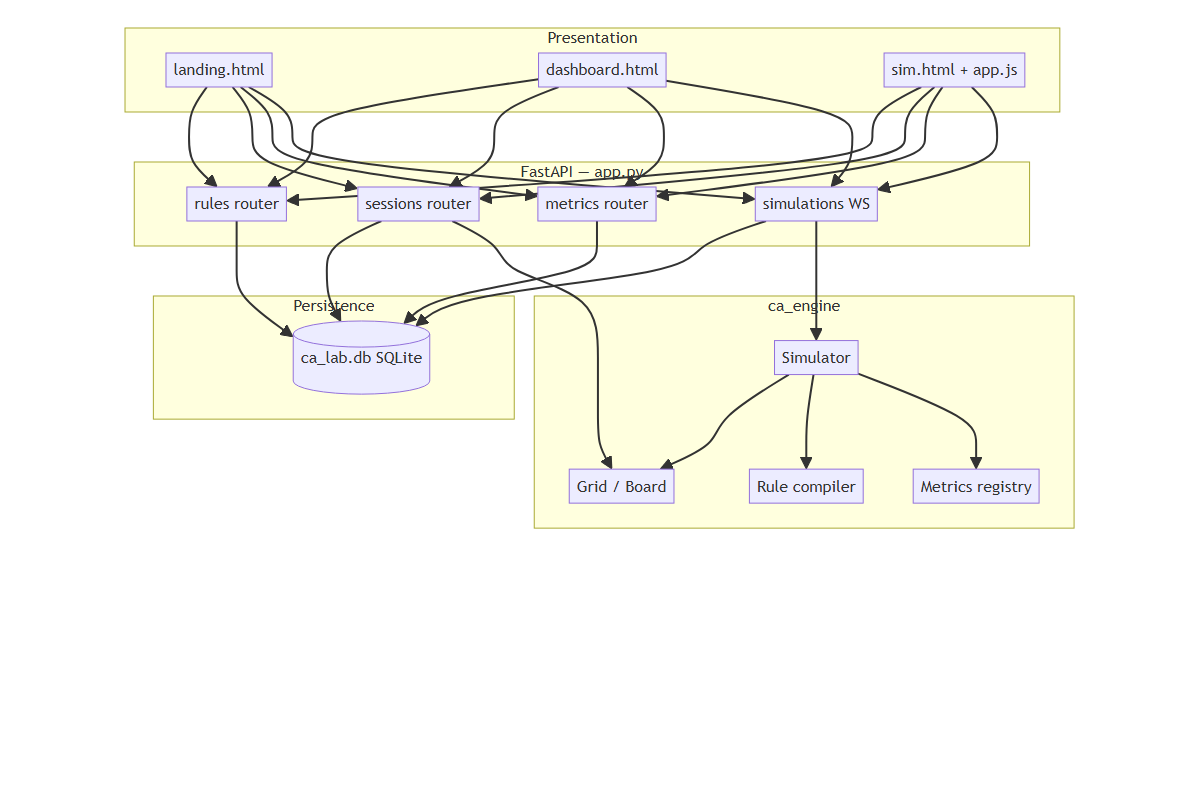 Presentation
landing.html
dashboard.html
sim.html + app.js
FastAPI — app.py
rules router
sessions router
metrics router
simulations WS
Persistence
ca_engine
ca_lab.db SQLite
Simulator
Grid / Board
Rule compiler
Metrics registry